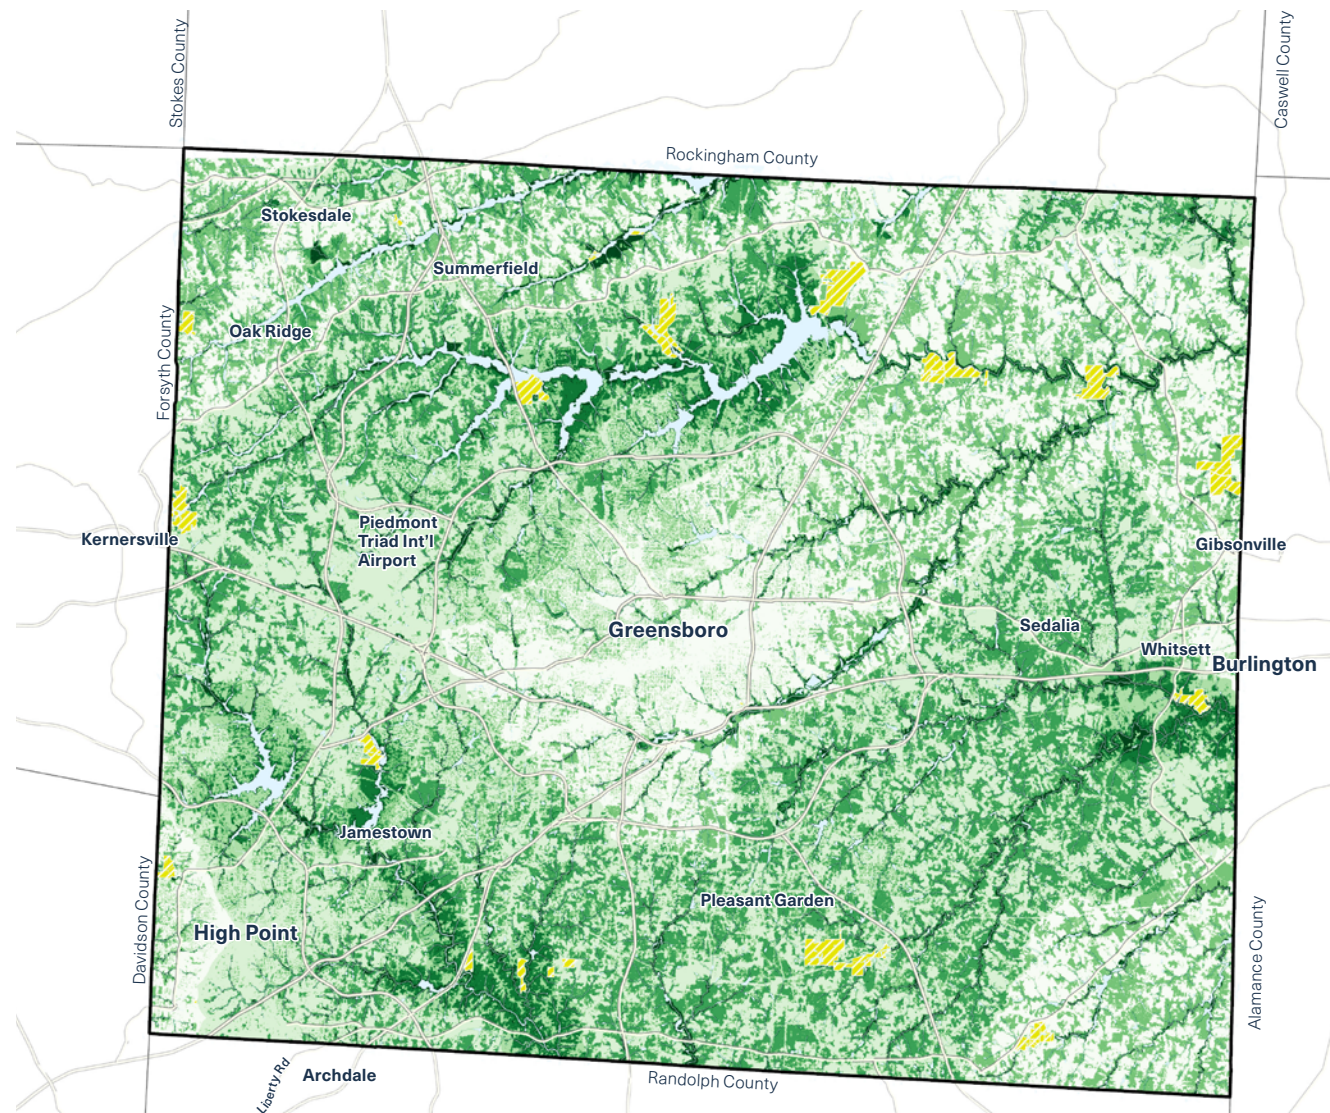 Stokes County
Caswell County
Rockingham County
Stokesdale
Summerfield
Oak Ridge
Forsyth County
Piedmont
Triad Int'l
Airport
Kernersville
Gibsonville
Greensboro
Sedalia
Whitsett
Burlington
Jamestown
Pleasant Garden
High Point
Davidson County
Alamance County
Liberty Rd
Archdale
Randolph County